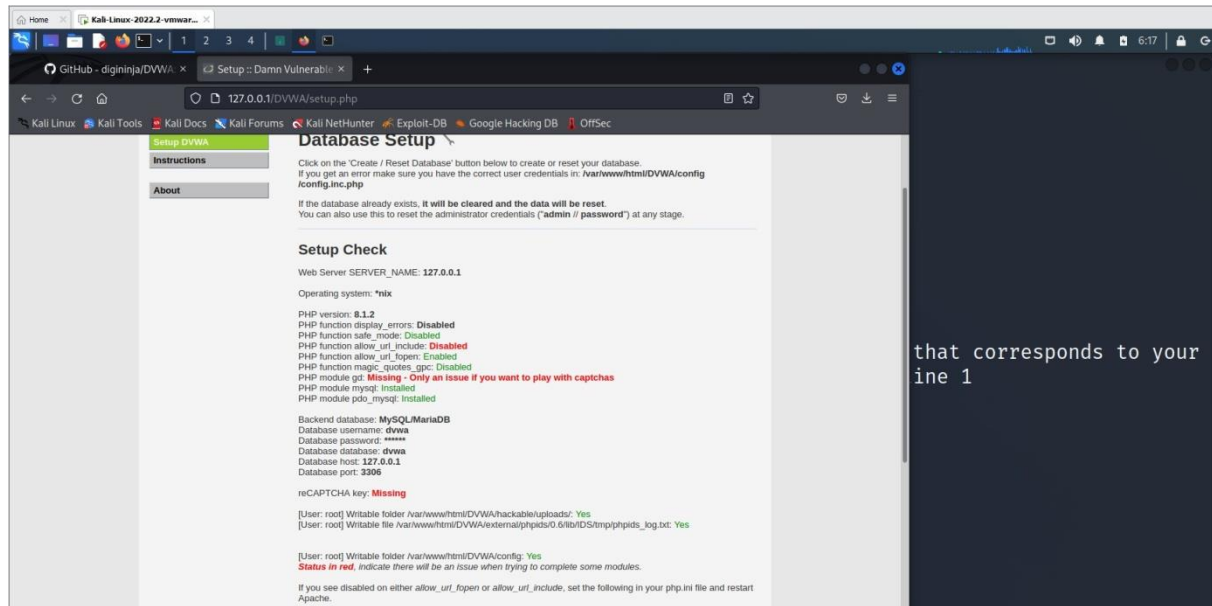 Home
Kali-Linux-2022.2-vmwar...
1 2 3 4
6:17
GitHub - digininja/DVWA:
Setup :: Damn Vulnerable
127.0.0.1/DVWA/setup.php
Kali Linux Kali Tools Kali Docs Kali Forums Kali NetHunter Exploit-DB Google Hacking DB OffSec
Setup DVWA
Instructions
About
Database Setup
Click on the 'Create / Reset Database' button below to create or reset your database.
If you get an error make sure you have the correct user credentials in: /var/www/html/DVWA/config
/config.inc.php
If the database already exists, it will be cleared and the data will be reset.
You can also use this to reset the administrator credentials ("admin // password") at any stage.
Setup Check
Web Server SERVER_NAME: 127.0.0.1
Operating system: *nix
PHP version: 8.1.2
PHP function display_errors: Disabled
PHP function safe_mode: Disabled
PHP function allow_url_include: Disabled
PHP function allow_url_fopen: Enabled
PHP function magic_quotes_gpc: Disabled
PHP module gd: Missing - Only an issue if you want to play with captchas
PHP module mysql: Installed
PHP module pdo_mysql: Installed
Backend database: MySQL/MariaDB
Database username: dvwa
Database password: ******
Database database: dvwa
Database host: 127.0.0.1
Database port: 3306
reCAPTCHA key: Missing
[User: root] Writable folder /var/www/html/DVWA/hackable/uploads/: Yes
[User: root] Writable file /var/www/html/DVWA/external/phpids/0.6/lib/IDS/tmp/phpids_log.txt: Yes
[User: root] Writable folder /var/www/html/DVWA/config: Yes
Status in red, indicate there will be an issue when trying to complete some modules.
If you see disabled on either allow_url_fopen or allow_url_include, set the following in your php.ini file and restart
Apache.
that corresponds to your
ine 1